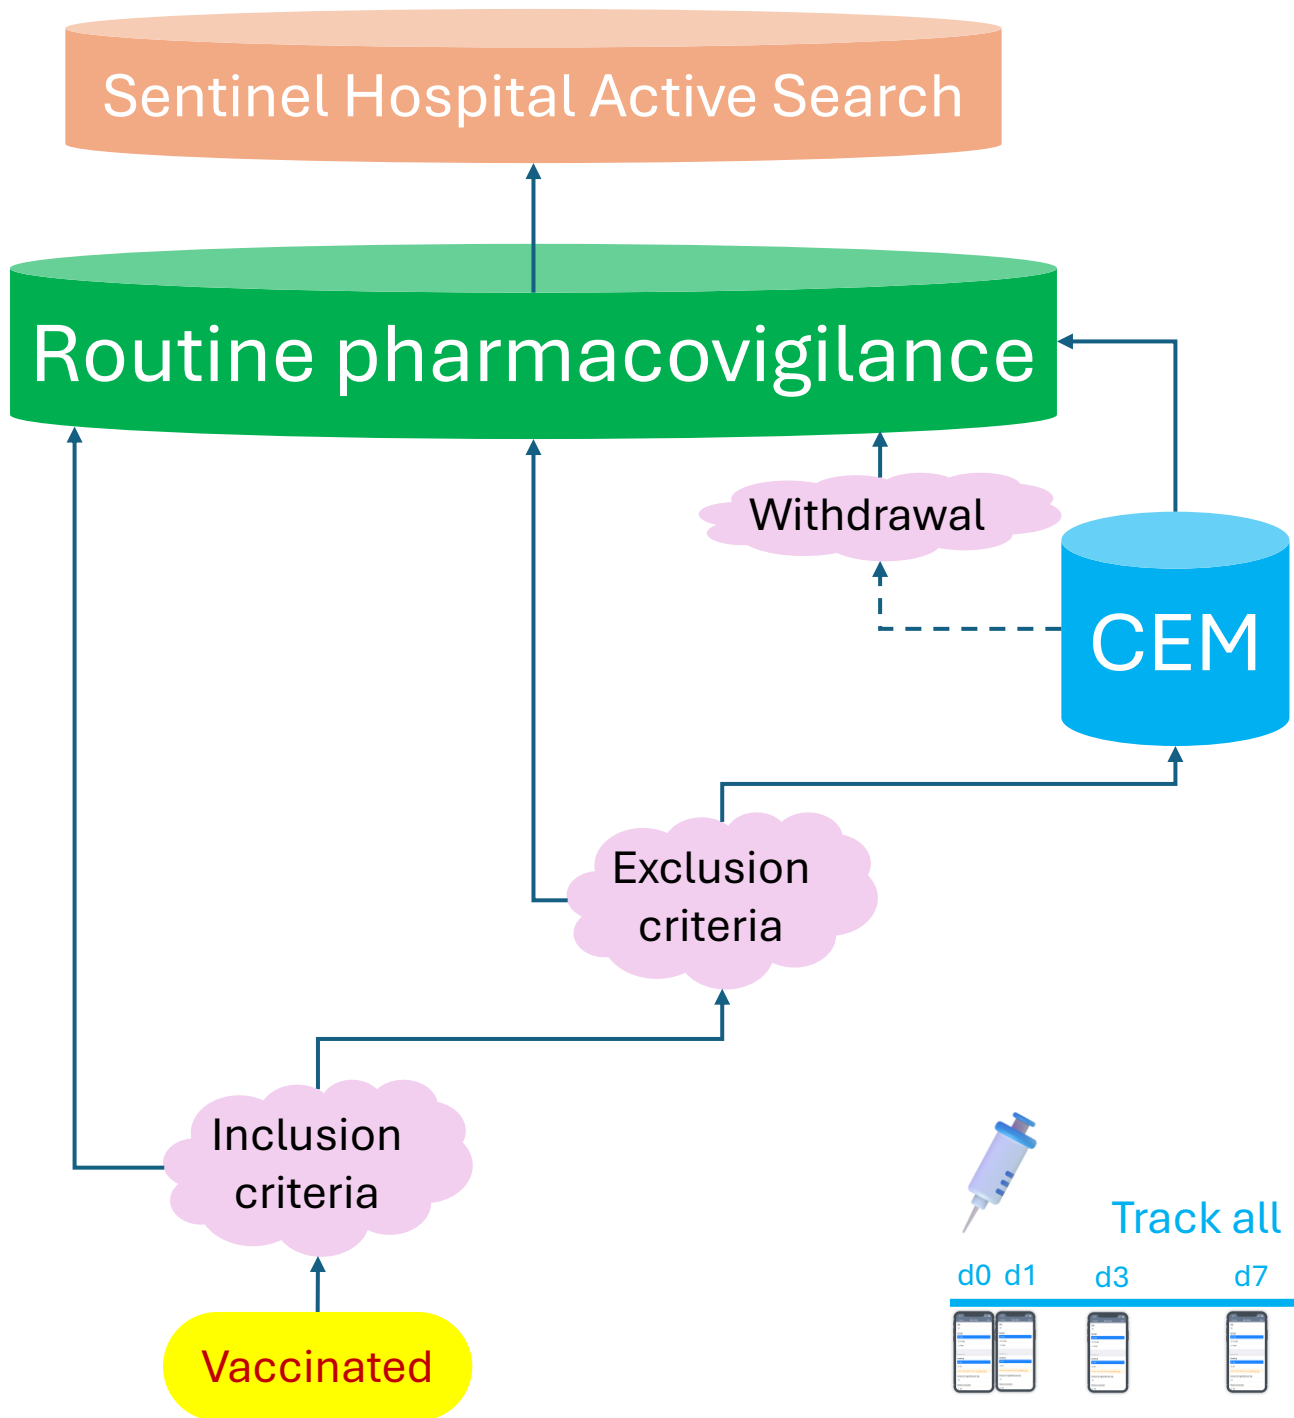 Sentinel Hospital Active Search
Routine pharmacovigilance
Withdrawal
CEM
Exclusion
criteria
Inclusion
criteria
Vaccinated
Track all
d0 d1 d3 d7